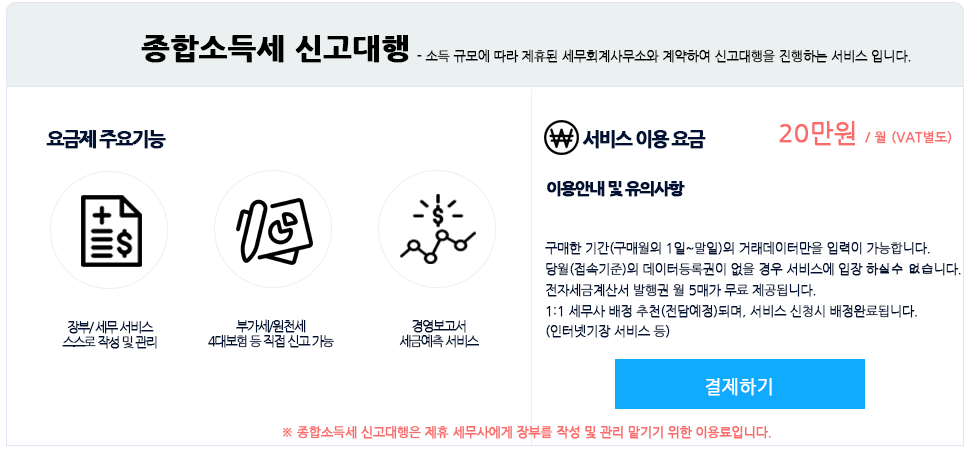 종합소득세 신고대행 - 소득 규모에 따라 제휴된 세무회계사무소와 계약하여 신고대행을 진행하는 서비스 입니다.
요금제 주요기능
장부/ 세무 서비스
스스로 작성 및 관리
부가세/원천세
4대보험 등 직접 신고 가능
경영보고서
세금예측 서비스
서비스 이용 요금 20만원 / 월 (VAT별도)
이용안내 및 유의사항
구매한 기간(구매월의 1일~말일)의 거래데이터만을 입력이 가능합니다.
당월(접속기준)의 데이터등록권이 없을 경우 서비스에 입장 하실수 없습니다.
전자세금계산서 발행권 월 5매가 무료 제공됩니다.
1:1 세무사 배정 추천(전담예정)되며, 서비스 신청시 배정완료됩니다.
(인터넷기장 서비스 등)
결제하기
※ 종합소득세 신고대행은 제휴 세무사에게 장부를 작성 및 관리 맡기기 위한 이용료입니다.